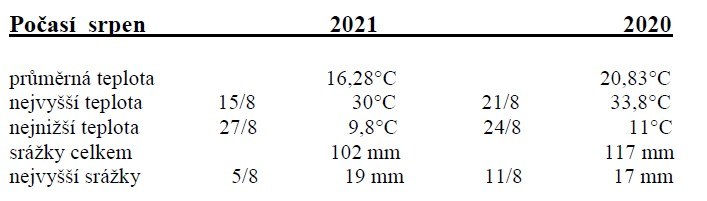 Počasí srpen 2021 2020
průměrná teplota 16,28°C 20,83°C
nejvyšší teplota 15/8 30°C 21/8 33,8°C
nejnižší teplota 27/8 9,8°C 24/8 11°C
srážky celkem 102 mm 117 mm
nejvyšší srážky 5/8 19 mm 11/8 17 mm